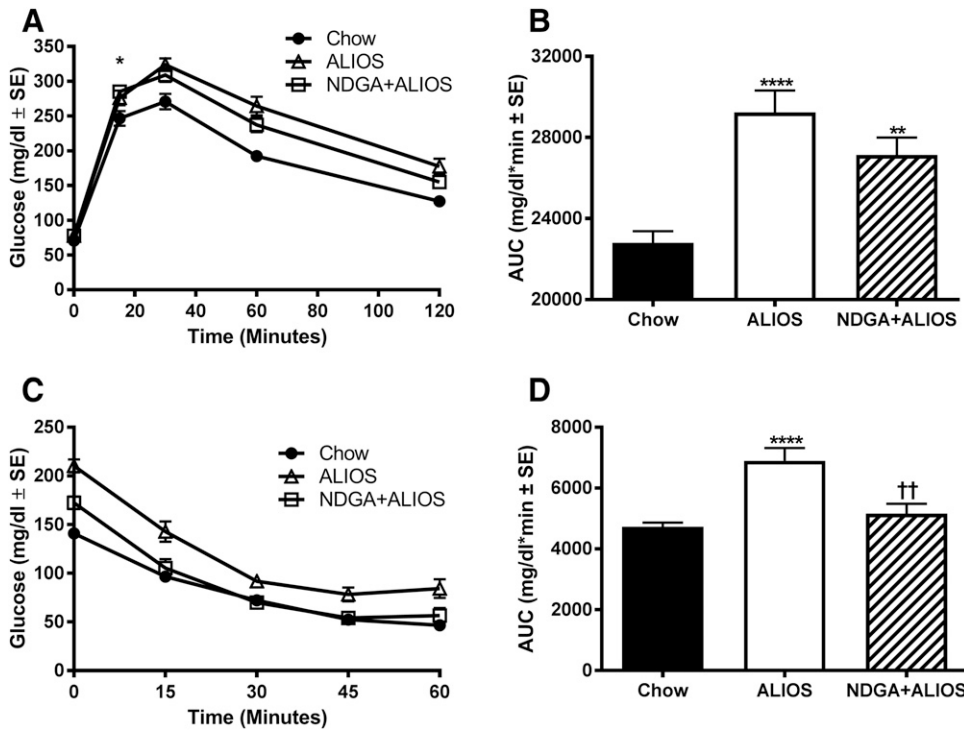 A
Glucose (mg/dl ± SE)
350
300
250
200
150
100
50
0
*
Chow
ALIOS
NDGA+ALIOS
0 20 40 60 80 100 120
Time (Minutes)
B
AUC (mg/dl*min ± SE)
32000
28000
24000
20000
****
**
Chow ALIOS NDGA+ALIOS
C
Glucose (mg/dl ± SE)
250
200
150
100
50
0
Chow
ALIOS
NDGA+ALIOS
0 15 30 45 60
Time (Minutes)
D
AUC (mg/dl*min ± SE)
8000
6000
4000
2000
0
****
††
Chow ALIOS NDGA+ALIOS